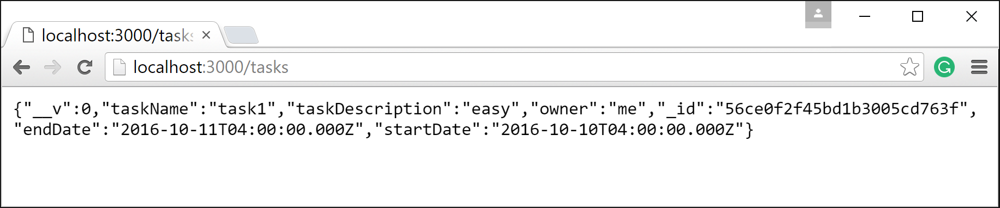 localhost:3000/tasks
localhost:3000/tasks
{"__v":0,"taskName":"task1","taskDescription":"easy","owner":"me","_id":"56ce0f2f45bd1b3005cd763f",
"endDate":"2016-10-11T04:00:00.000Z","startDate":"2016-10-10T04:00:00.000Z"}